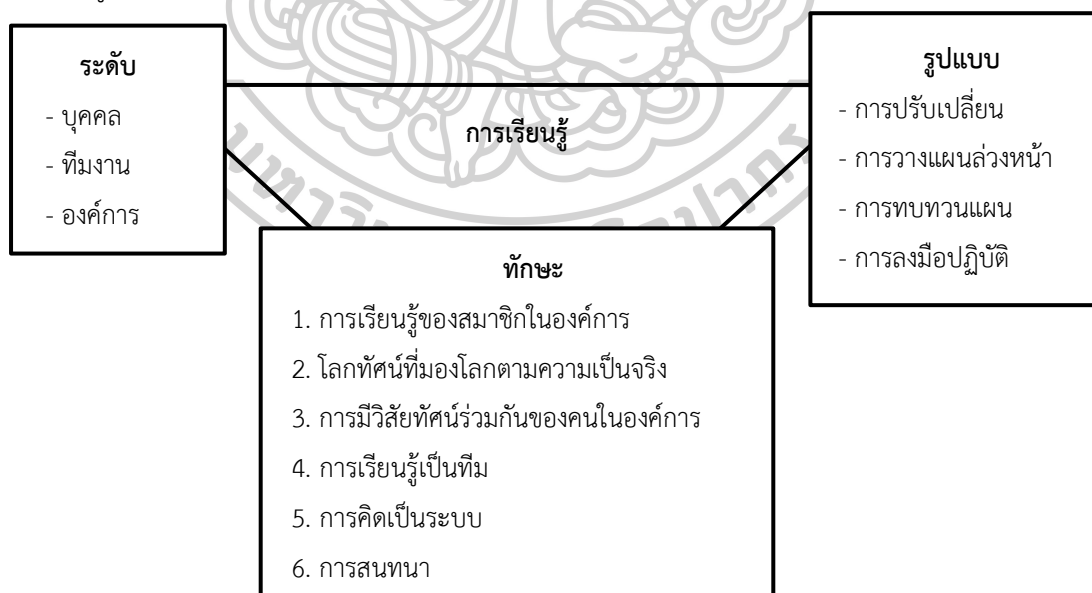 ระดับ
- บุคคล
- ทีมงาน
- องค์การ
การเรียนรู้
รูปแบบ
- การปรับเปลี่ยน
- การวางแผนล่วงหน้า
- การทบทวนแผน
- การลงมือปฏิบัติ
ทักษะ
1. การเรียนรู้ของสมาชิกในองค์การ
2. โลกทัศน์ที่มองโลกตามความเป็นจริง
3. การมีวิสัยทัศน์ร่วมกันของคนในองค์การ
4. การเรียนรู้เป็นทีม
5. การคิดเป็นระบบ
6. การสนทนา